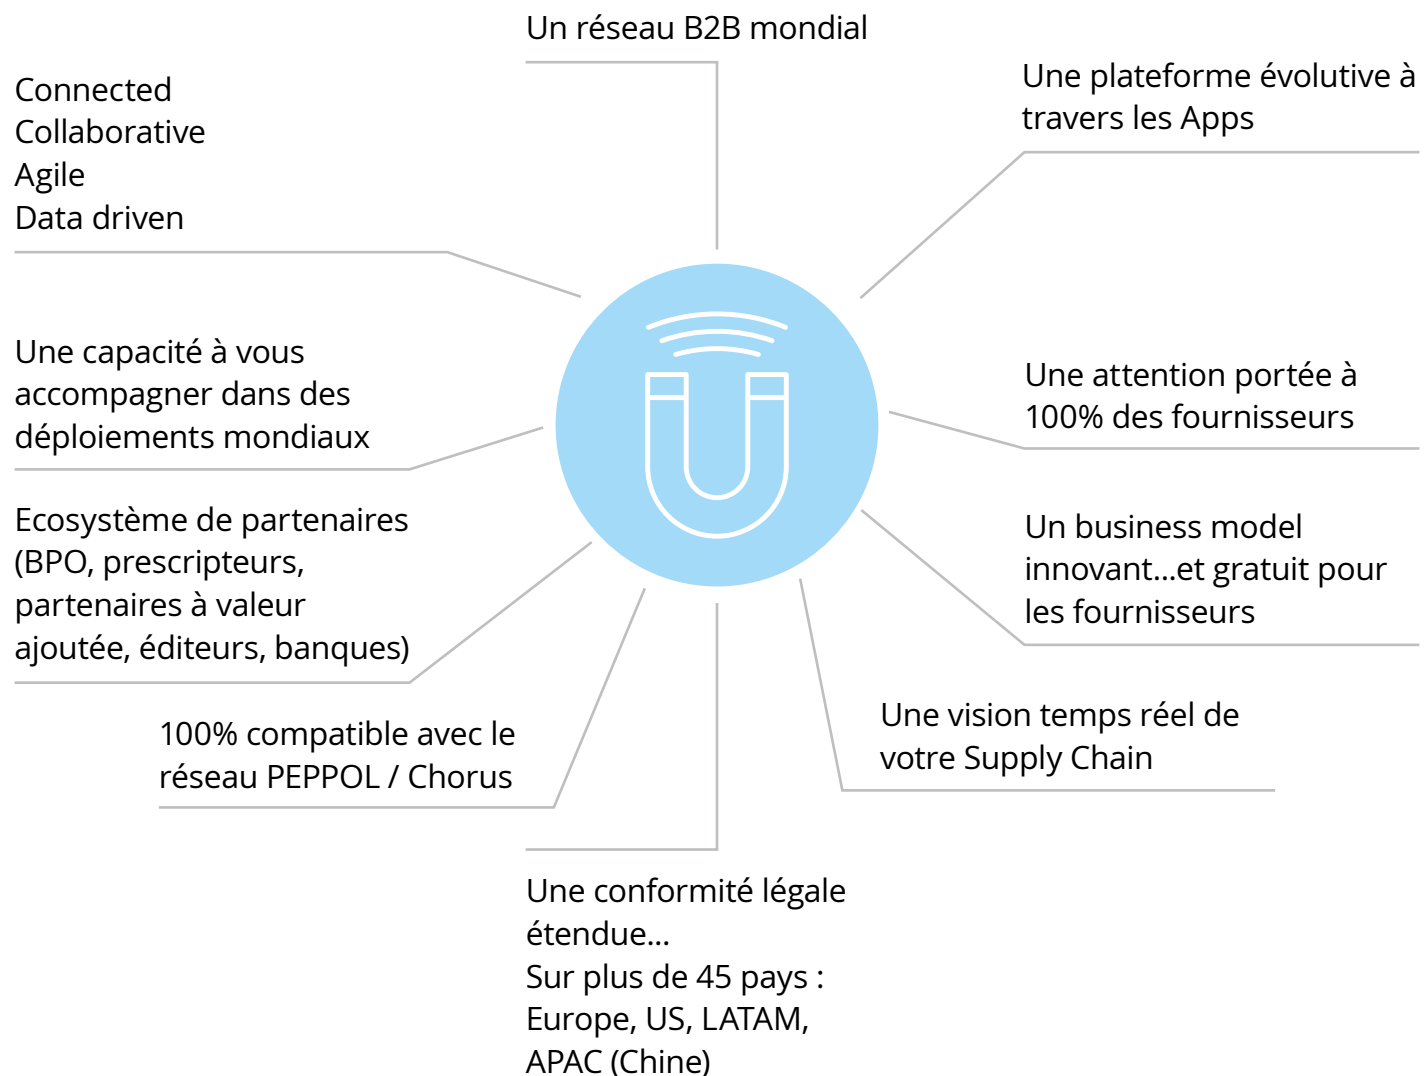 Un réseau B2B mondial
Connected
Collaborative
Agile
Data driven
Une plateforme évolutive à
travers les Apps
Une capacité à vous
accompagner dans des
déploiements mondiaux
Une attention portée à
100% des fournisseurs
Ecosystème de partenaires
(BPO, prescripteurs,
partenaires à valeur
ajoutée, éditeurs, banques)
Un business model
innovant...et gratuit pour
les fournisseurs
100% compatible avec le
réseau PEPPOL / Chorus
Une vision temps réel de
votre Supply Chain
Une conformité légale
étendue...
Sur plus de 45 pays :
Europe, US, LATAM,
APAC (Chine)